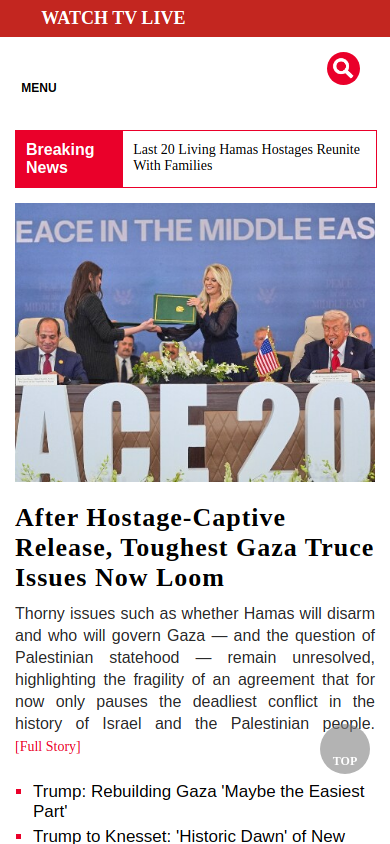 WATCH TV LIVE
MENU
Breaking
News
Last 20 Living Hamas Hostages Reunite
With Families
EACE IN THE MIDDLE EAS
ACE 20
After Hostage-Captive
Release, Toughest Gaza Truce
Issues Now Loom
Thorny issues such as whether Hamas will disarm
and who will govern Gaza — and the question of
Palestinian statehood — remain unresolved,
highlighting the fragility of an agreement that for
now only pauses the deadliest conflict in the
history of Israel and the Palestinian people.
[Full Story]
TOP
Trump: Rebuilding Gaza 'Maybe the Easiest
Part'
Trump to Knesset: 'Historic Dawn' of New